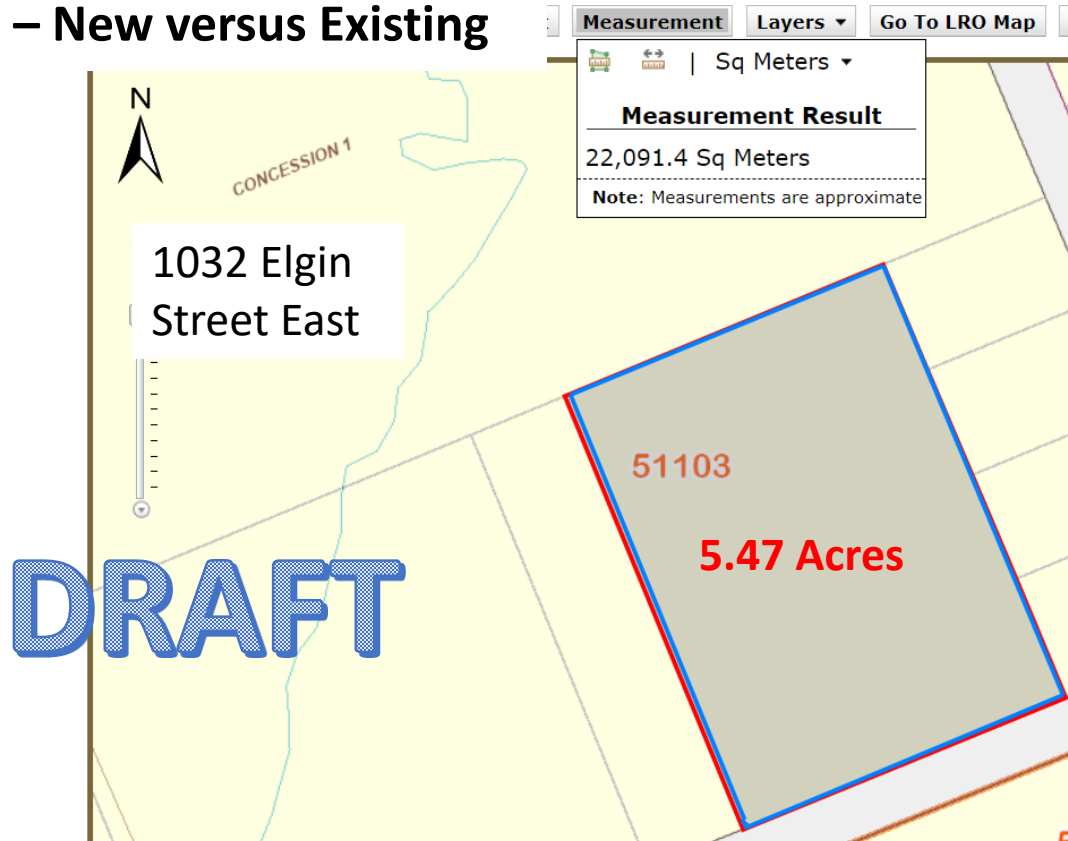 – New versus Existing
Measurement Layers Go To LRO Map
| Sq Meters
Measurement Result
22,091.4 Sq Meters
Note: Measurements are approximate
N
CONCESSION 1
1032 Elgin
Street East
51103
5.47 Acres
DRAFT